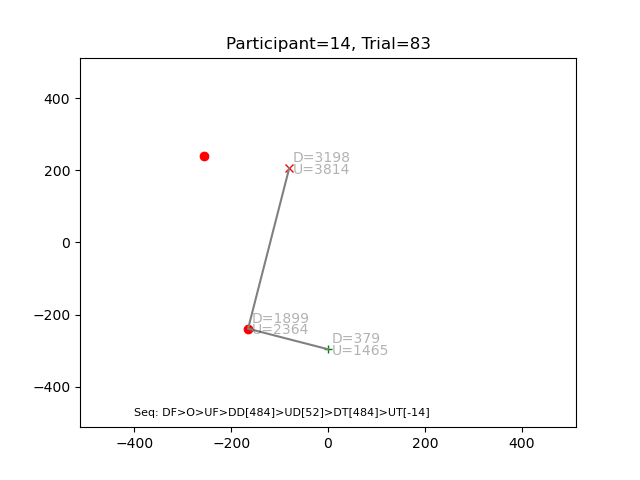 Participant=14, Trial=83
400
200
0
−200
−400
D=3198
U=3814
D=1899
U=2364
D=379
U=1465
Seq: DF>O>UF>DD[484]>UD[52]>DT[484]>UT[-14]
−400 −200 0 200 400